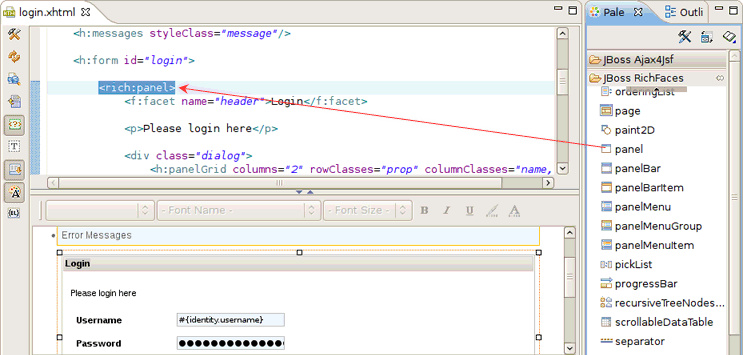 login.xhtml
<h:messages styleClass="message"/>
<h:form id="login">
<rich:panel>
<f:facet name="header">Login</f:facet>
<p>Please login here</p>
<div class="dialog">
<h:panelGrid columns="2" rowClasses="prop" columnClasses="name,
- Font Name -
- Font Size -
B I U A
Error Messages
Login
Please login here
Username #{identity.username}
Password ●●●●●●●●●●●●●
Pale
Outli
JBoss Ajax4Jsf
JBoss RichFaces
orderingList
page
paint2D
panel
panelBar
panelBarItem
panelMenu
panelMenuGroup
panelMenuItem
pickList
progressBar
recursiveTreeNodes...
scrollableDataTable
separator